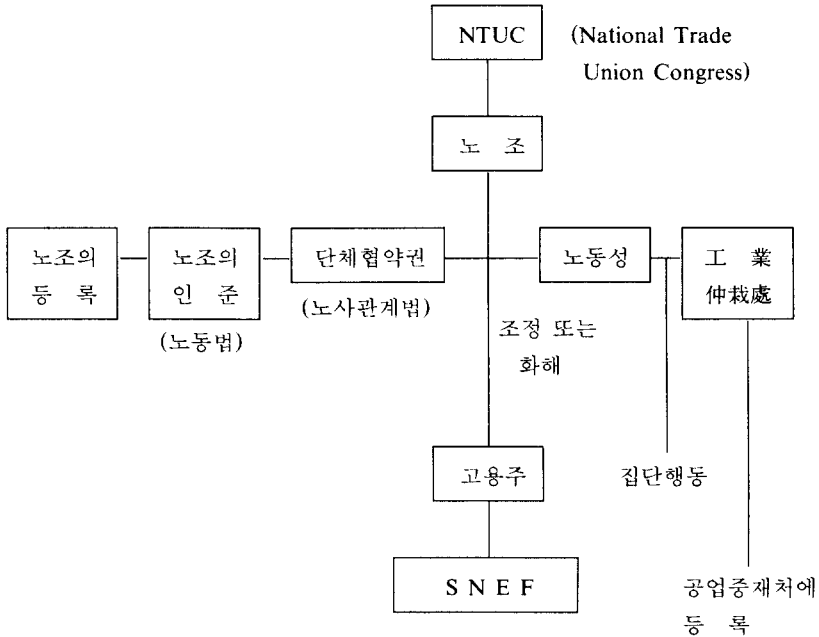 NTUC (National Trade
Union Congress)
노 조
노조의
등 록
노조의
인 준
(노동법)
단체협약권
(노사관계법)
노동성
工 業
仲裁處
조정 또는
화해
고용주
집단행동
S N E F
공업중재처에
등 록